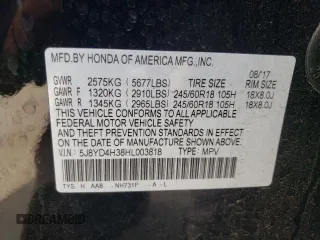 MFD.BY HONDA OF AMERICA MFG.,INC.
08/17
GVWR 2575KG (5677LBS) TIRE SIZE RIM SIZE
GAWR F 1320KG (2910LBS) 245/60R18 105H 18X8.0J
GAWR R 1345KG (2965LBS) 245/60R18 105H 18X8.0J
THIS VEHICLE CONFORMS TO ALL APPLICABLE
FEDERAL MOTOR VEHICLE SAFETY AND
THEFT PREVENTION STANDARDS IN EFFECT ON
THE DATE OF MANUFACTURE SHOWN ABOVE.
V.I.N.: 5J8YD4H38HL003818 TYPE: MPV
TYS H AA8 - NH731P - A - L